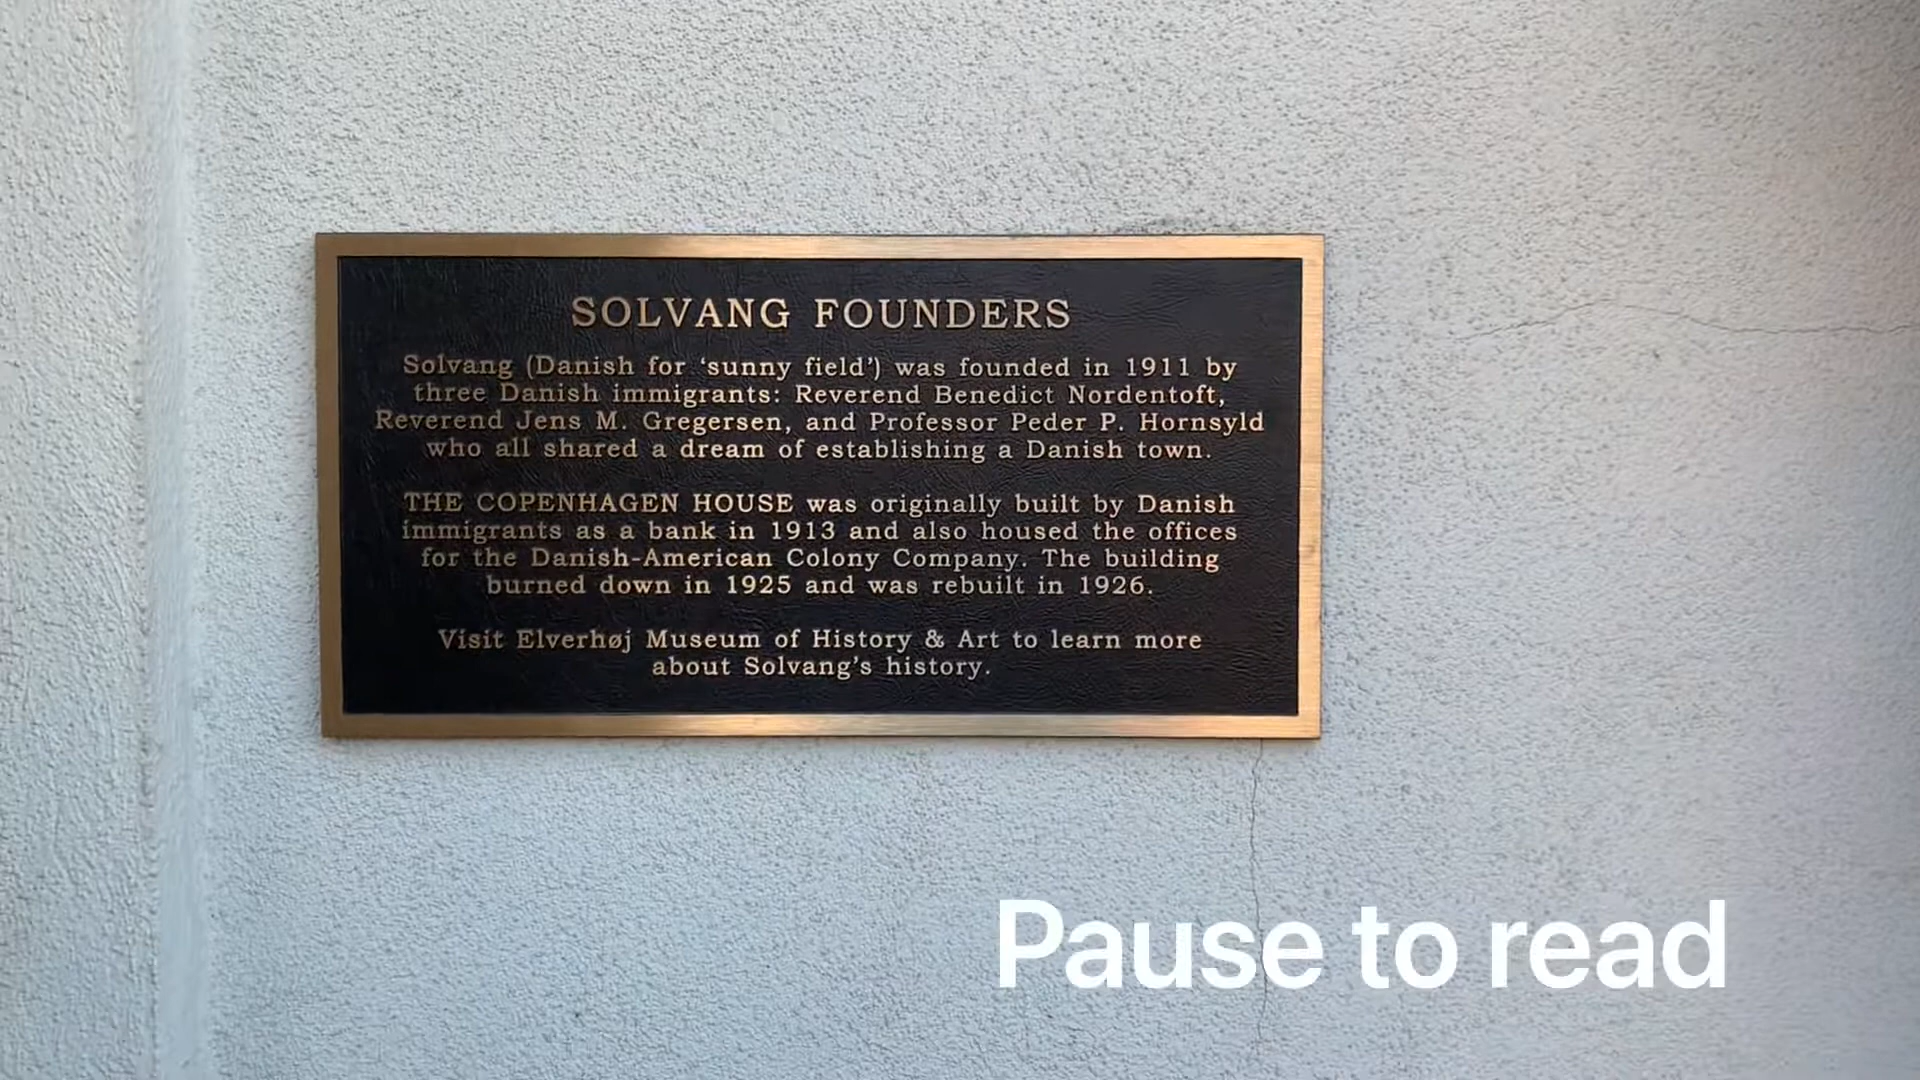 SOLVANG FOUNDERS
Solvang (Danish for ‘sunny field’) was founded in 1911 by
three Danish immigrants: Reverend Benedict Nordentoft,
Reverend Jens M. Gregersen, and Professor Peder P. Hornsyld
who all shared a dream of establishing a Danish town.
THE COPENHAGEN HOUSE was originally built by Danish
immigrants as a bank in 1913 and also housed the offices
for the Danish-American Colony Company. The building
burned down in 1925 and was rebuilt in 1926.
Visit Elverhøj Museum of History & Art to learn more
about Solvang’s history.
Pause to read